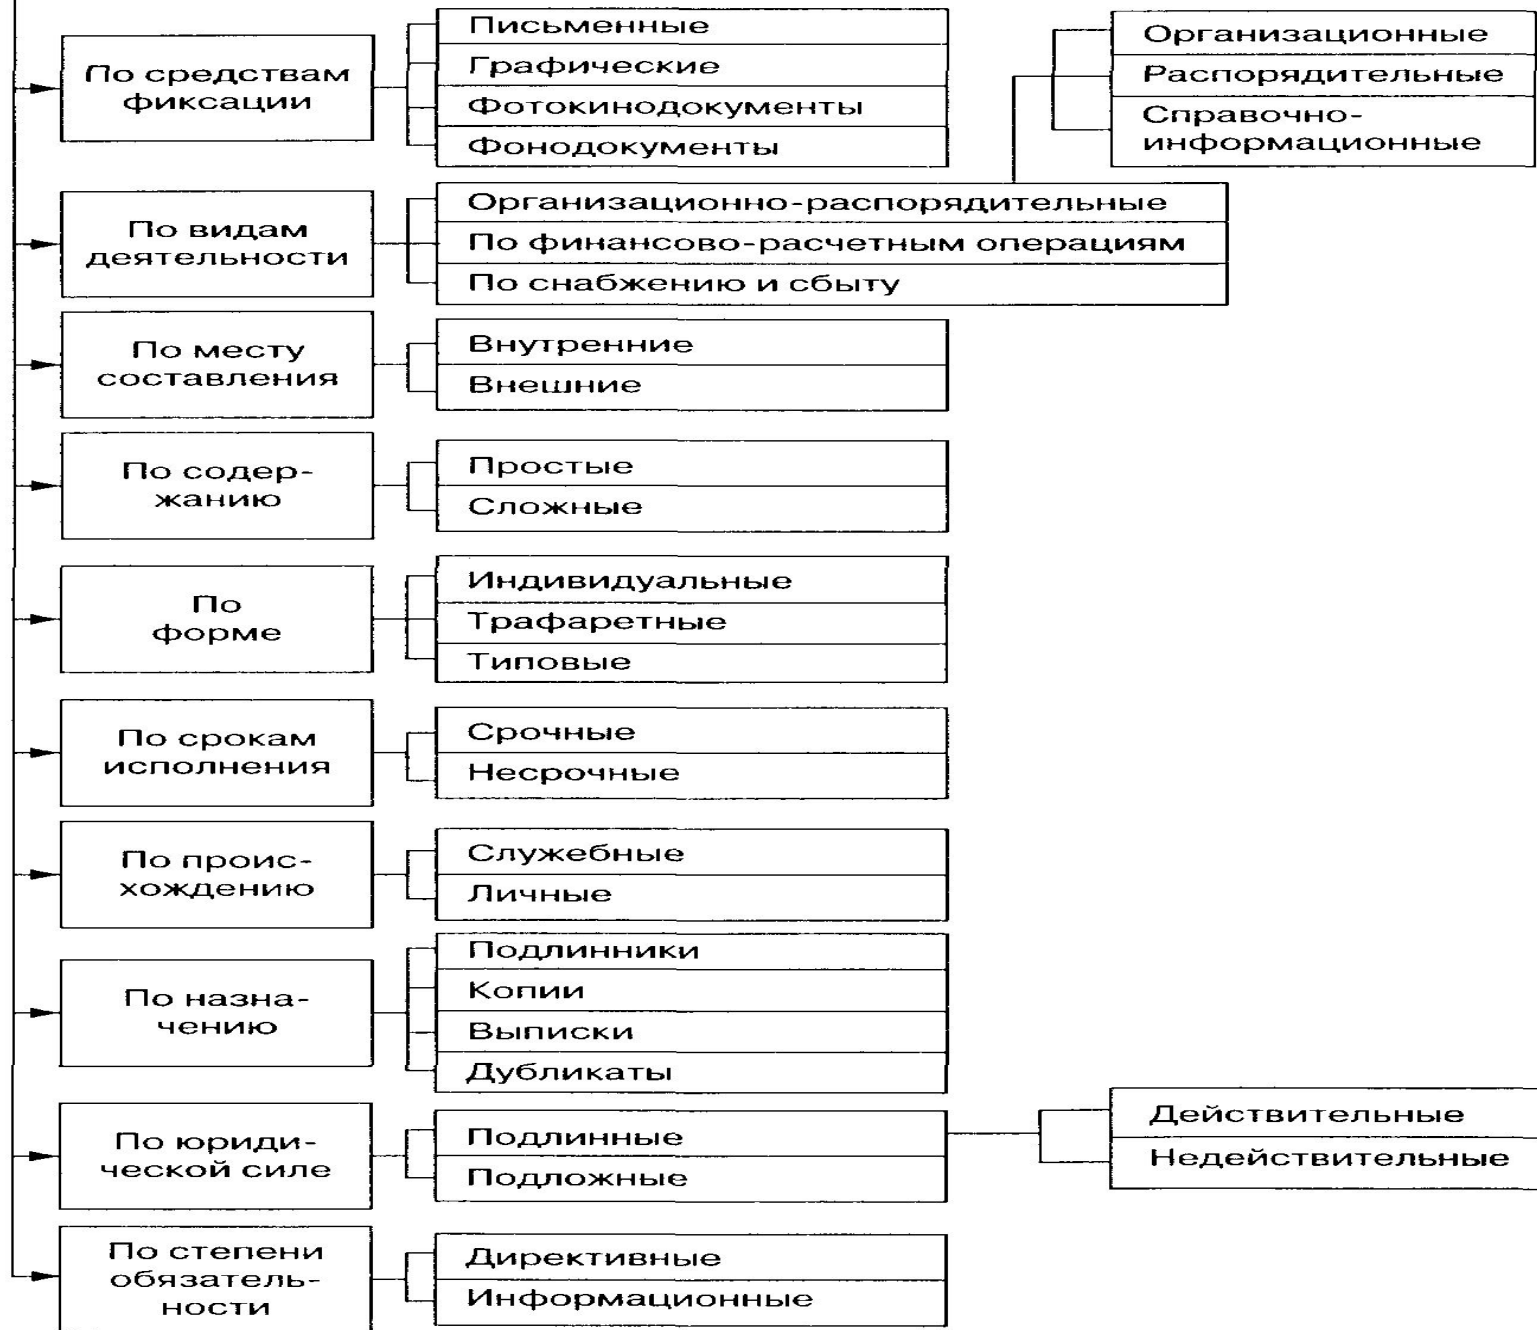 По средствам
фиксации
Письменные
Графические
Фотокинодокументы
Фонодокументы
Организационные
Распорядительные
Справочно-
информационные
По видам
деятельности
Организационно-распорядительные
По финансово-расчетным операциям
По снабжению и сбыту
По месту
составления
Внутренние
Внешние
По содер-
жанию
Простые
Сложные
По
форме
Индивидуальные
Трафаретные
Типовые
По срокам
исполнения
Срочные
Несрочные
По проис-
хождению
Служебные
Личные
По назна-
чению
Подлинники
Копии
Выписки
Дубликаты
По юриди-
ческой силе
Подлинные
Подложные
Действительные
Недействительные
По степени
обязатель-
ности
Директивные
Информационные